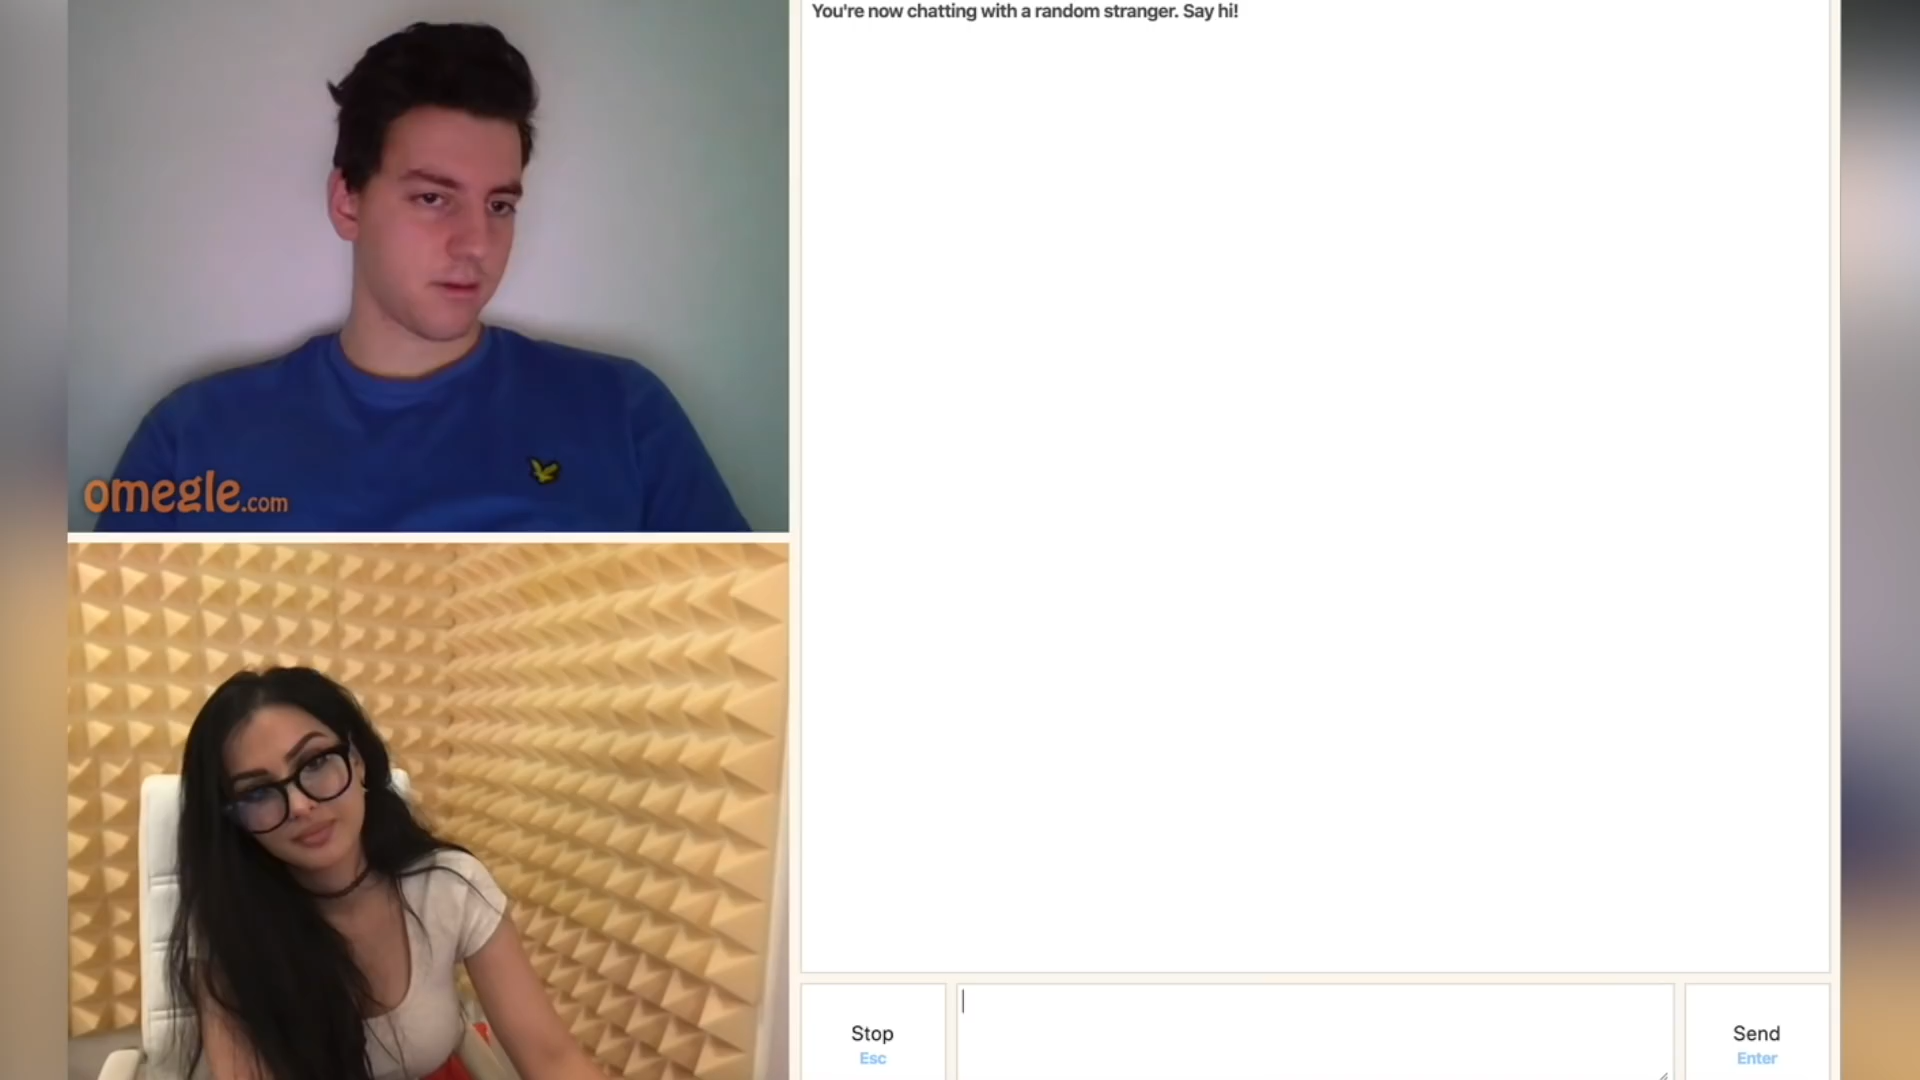 You're now chatting with a random stranger. Say hi!
omegle.com
Stop
Esc
Send
Enter